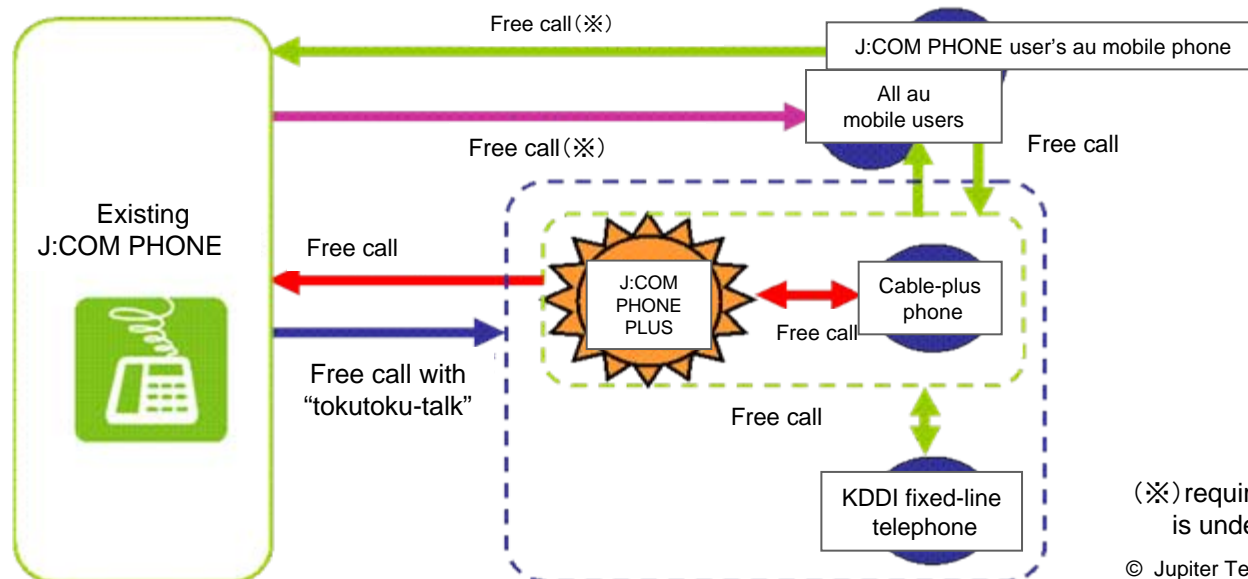 Free call（※）
J:COM PHONE user's au mobile phone
All au
mobile users
Free call（※）
Free call
Existing
J:COM PHONE
Free call
J:COM
PHONE
PLUS
Cable-plus
phone
Free call
Free call with
“tokutoku-talk”
Free call
KDDI fixed-line
telephone
（※）
is
© Jupiter